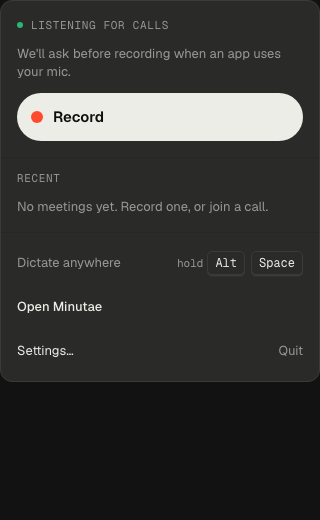 LISTENING FOR CALLS
We'll ask before recording when an app uses
your mic.
Record
RECENT
No meetings yet. Record one, or join a call.
Dictate anywhere hold Alt Space
Open Minutae
Settings… Quit